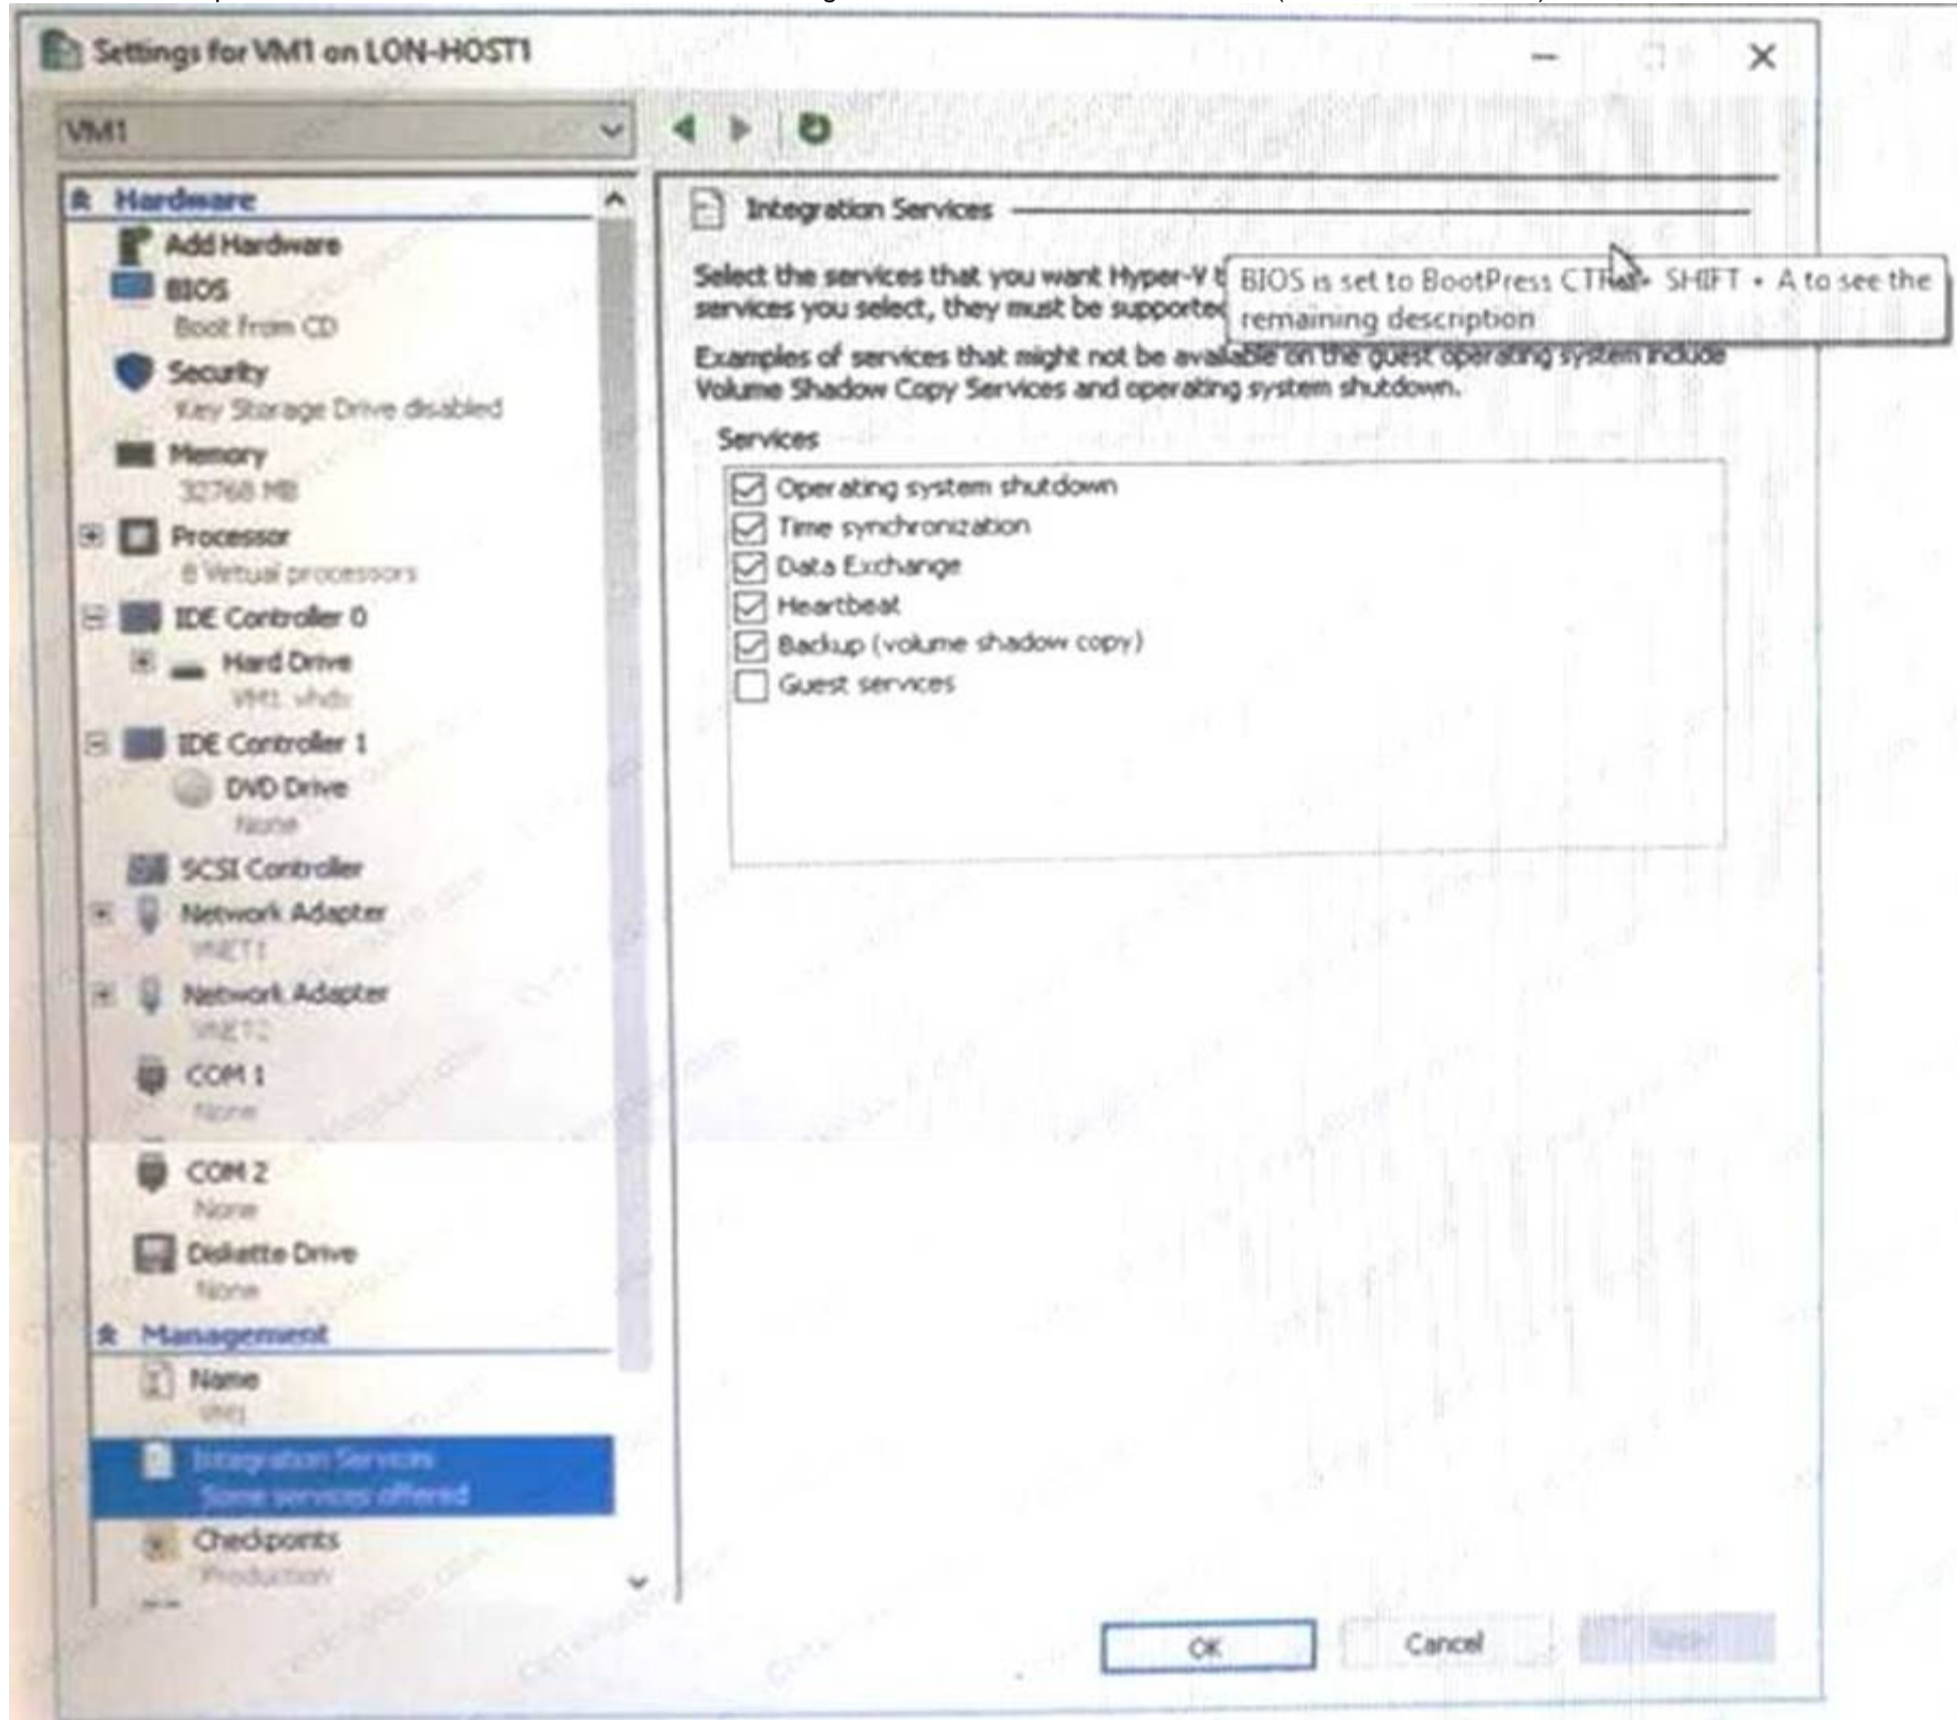 Settings for VM1 on LON-HOST1
VM1
Hardware
Add Hardware
BIOS
Boot from CD
Security
Key Storage Drive disabled
Memory
32768 MB
Processor
8 Virtual processors
IDE Controller 0
Hard Drive
VM1.vhdx
IDE Controller 1
DVD Drive
None
SCSI Controller
Network Adapter
VNET1
Network Adapter
VNET2
COM 1
None
COM 2
None
Diskette Drive
None
Management
Name
VM1
Integration Services
Some services offered
Checkpoints
Production
Integration Services
Select the services that you want Hyper-V
services you select, they must be supported
BIOS is set to BootPress CTRL + SHIFT + A to see the
remaining description
Examples of services that might not be available on the guest operating system include
Volume Shadow Copy Services and operating system shutdown.
Services
Operating system shutdown
Time synchronization
Data Exchange
Heartbeat
Backup (volume shadow copy)
Guest services
OK
Cancel